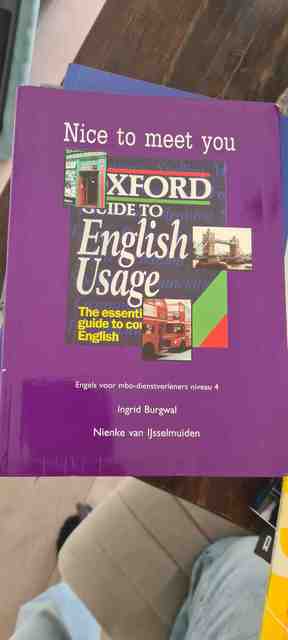 Nice to meet you
XFORD
GUIDE TO
English
Usage
The essenti
guide to co
English
Engels voor mbo-dienstverleners niveau 4
Ingrid Burgwal
Nienke van IJsselmuiden